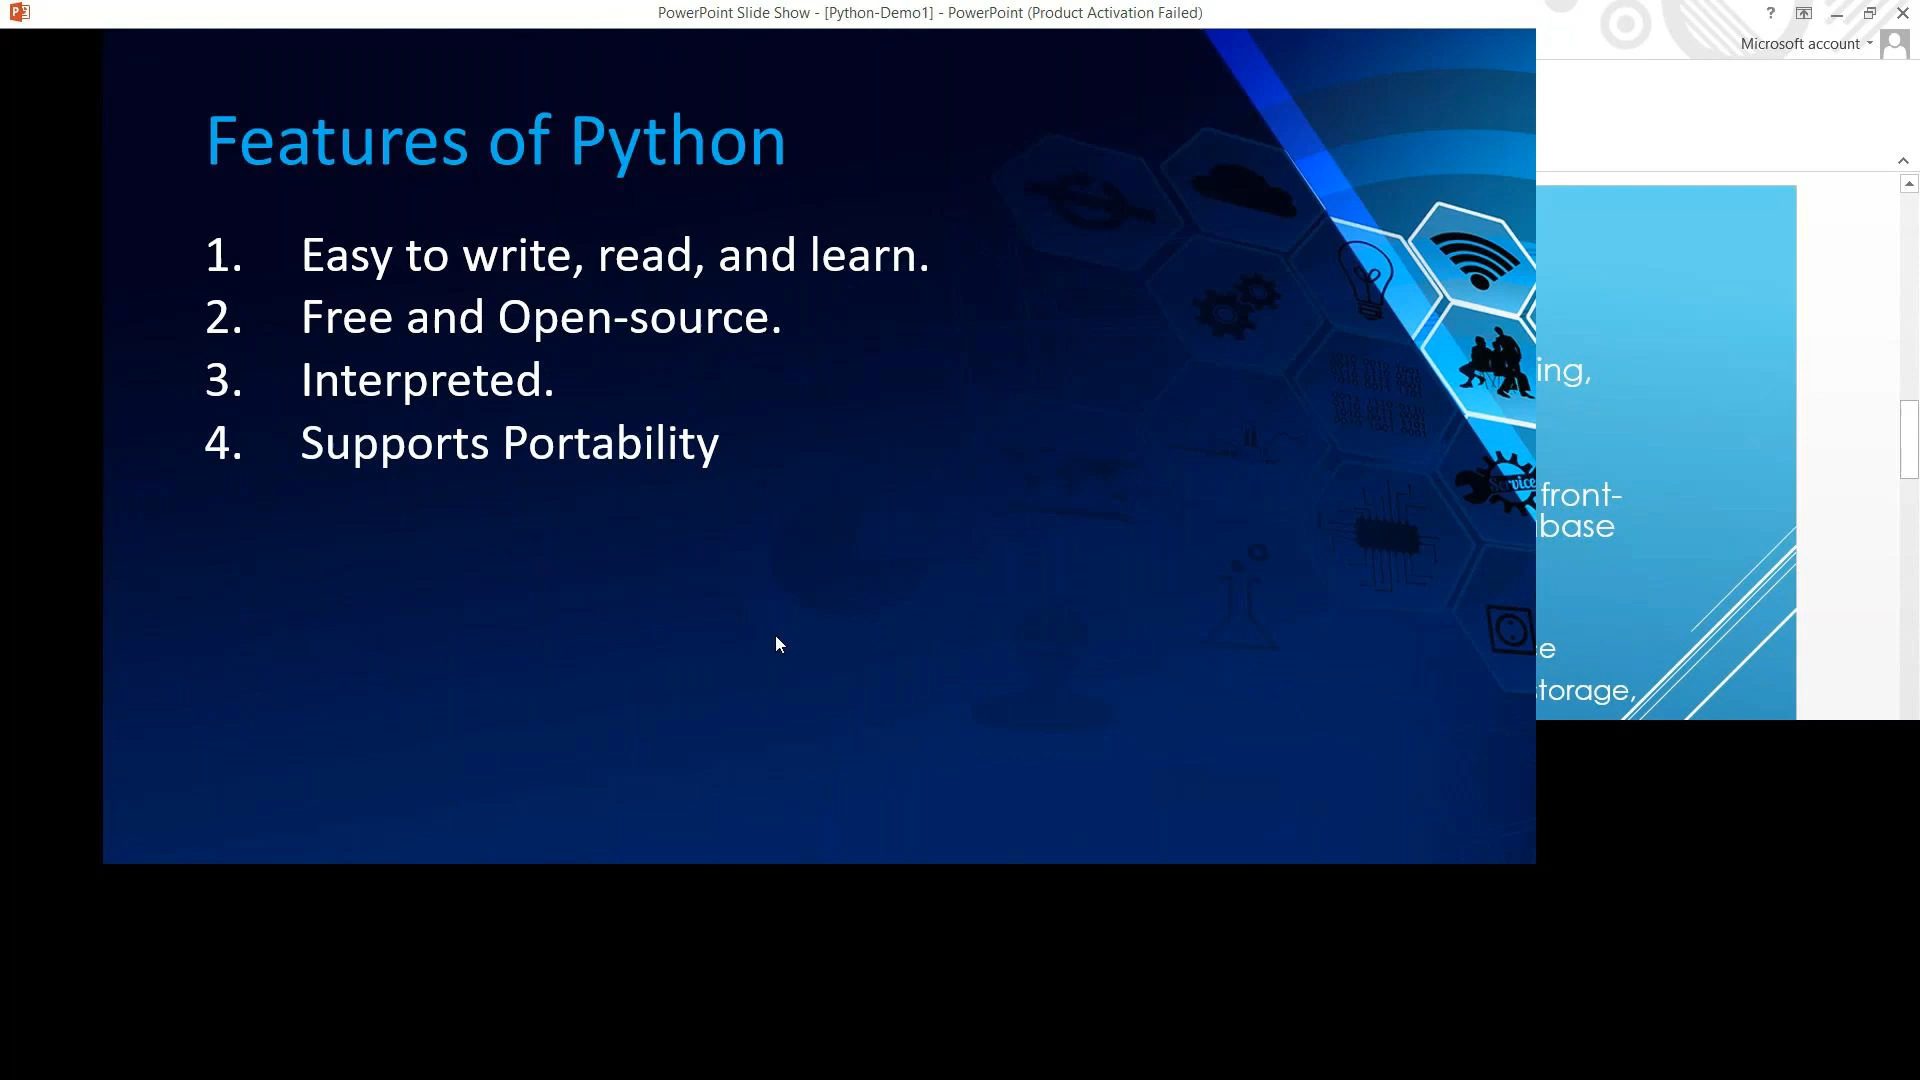 PowerPoint Slide Show - [Python-Demo1] - PowerPoint (Product Activation Failed)
?
Microsoft account
Features of Python
1. Easy to write, read, and learn.
2. Free and Open-source.
3. Interpreted.
4. Supports Portability
ing,
front-
base
Service
e
torage,